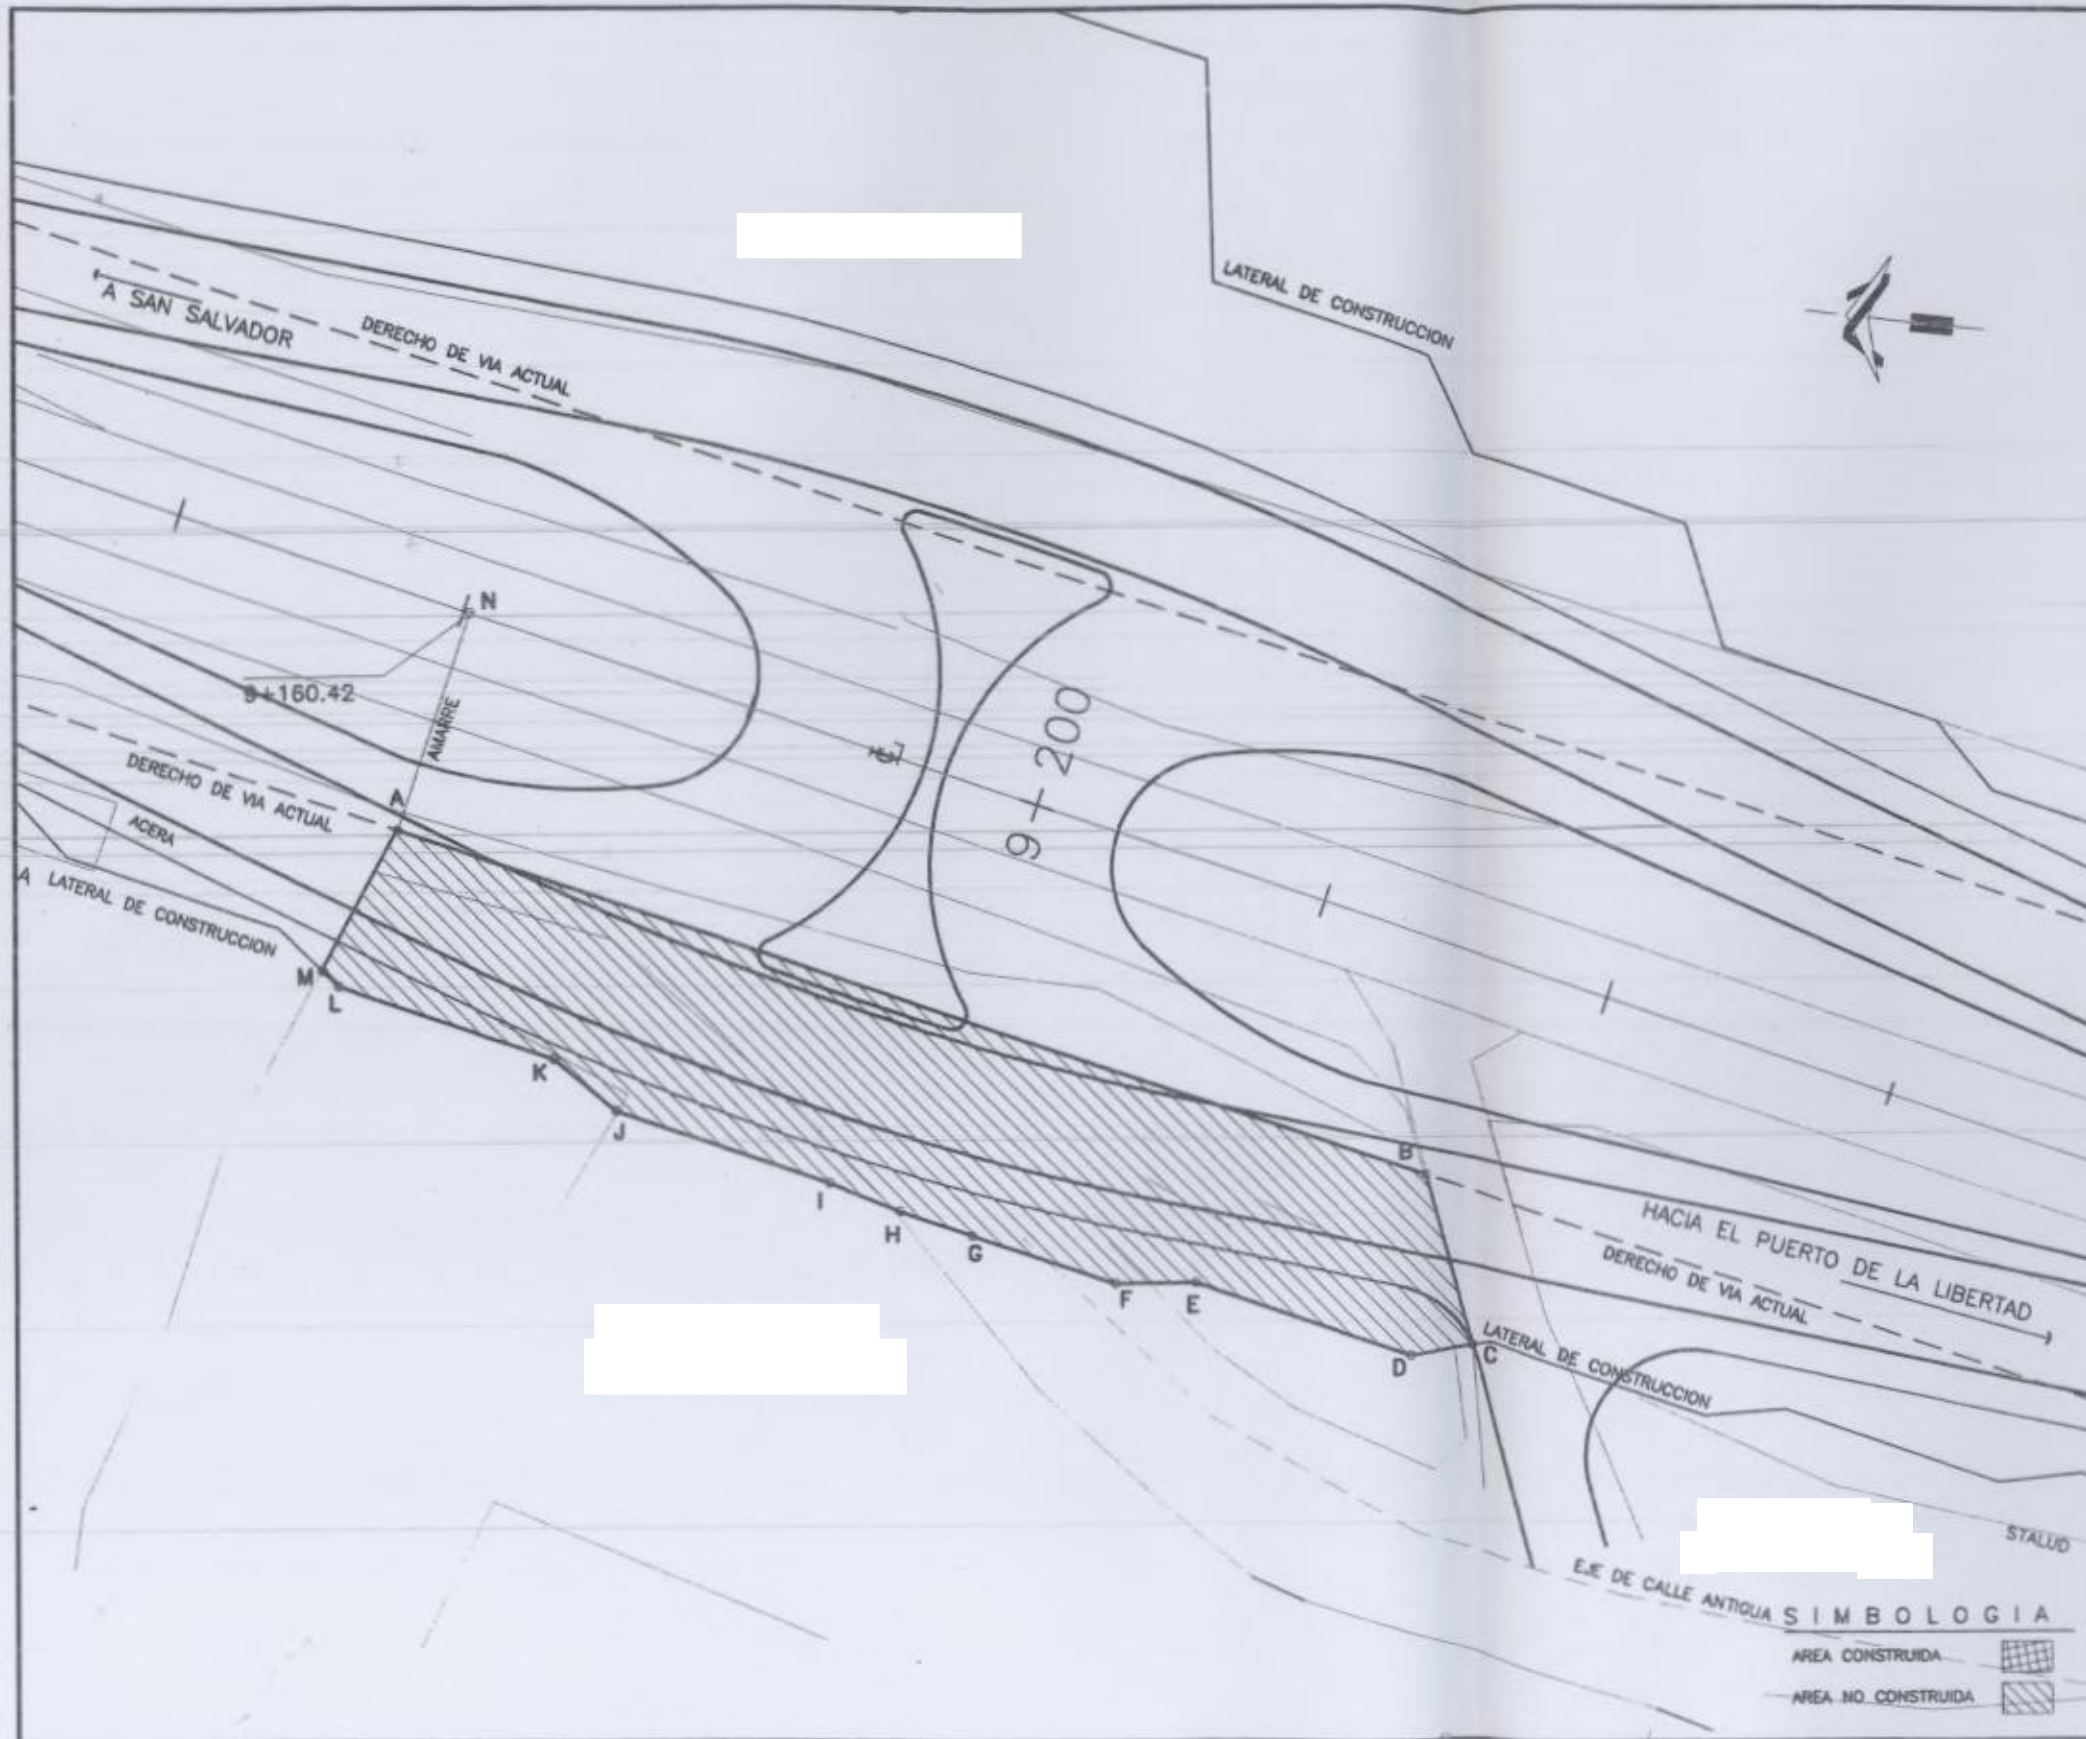 LATERAL DE CONSTRUCCION
A SAN SALVADOR
DERECHO DE VIA ACTUAL
N
9+160.42
AMARRE
9+200
DERECHO DE VIA ACTUAL
A
ACERA
A LATERAL DE CONSTRUCCION
M
L
K
J
I
H
G
F
E
D
C
B
HACIA EL PUERTO DE LA LIBERTAD
DERECHO DE VIA ACTUAL
LATERAL DE CONSTRUCCION
STALUD
EJE DE CALLE ANTIGUA
SIMBOLOGIA
AREA CONSTRUIDA
AREA NO CONSTRUIDA